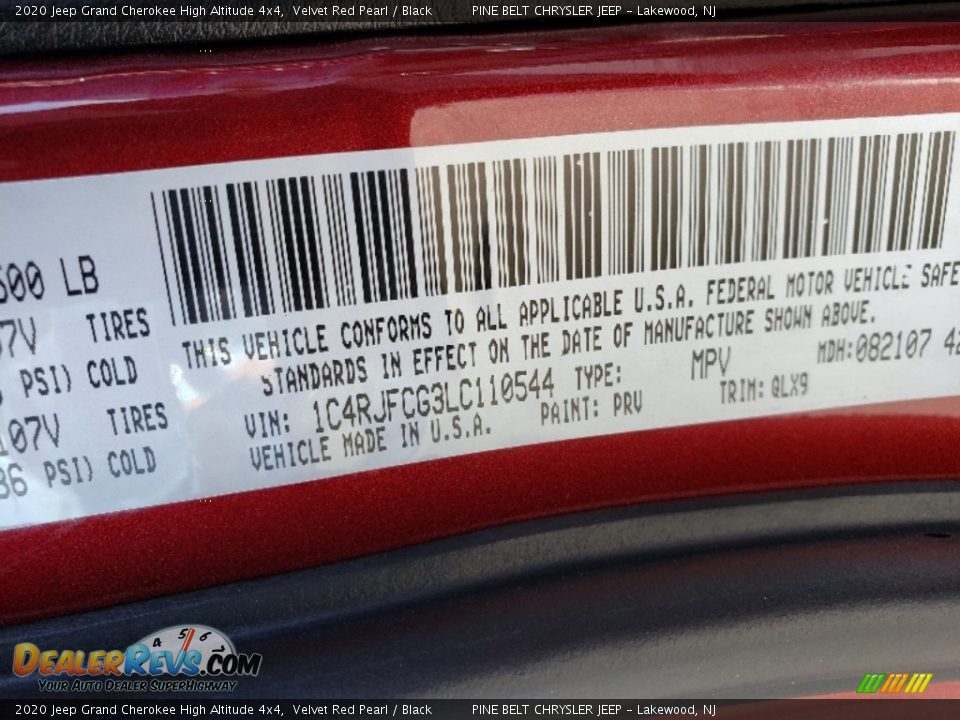 2020 Jeep Grand Cherokee High Altitude 4x4, Velvet Red Pearl / Black PINE BELT CHRYSLER JEEP - Lakewood, NJ
500 LB
7V TIRES
PSI) COLD
107V TIRES
36 PSI) COLD
THIS VEHICLE CONFORMS TO ALL APPLICABLE U.S.A. FEDERAL MOTOR VEHICLE SAFE
STANDARDS IN EFFECT ON THE DATE OF MANUFACTURE SHOWN ABOVE.
VIN: 1C4RJFCG3LC110544 TYPE: MPV MDH:082107 42
VEHICLE MADE IN U.S.A. PAINT: PRV TRIM: QLX9
4 5 6
DEALERREVS.COM
YOUR AUTO DEALER SUPERHIGHWAY
2020 Jeep Grand Cherokee High Altitude 4x4, Velvet Red Pearl / Black PINE BELT CHRYSLER JEEP - Lakewood, NJ